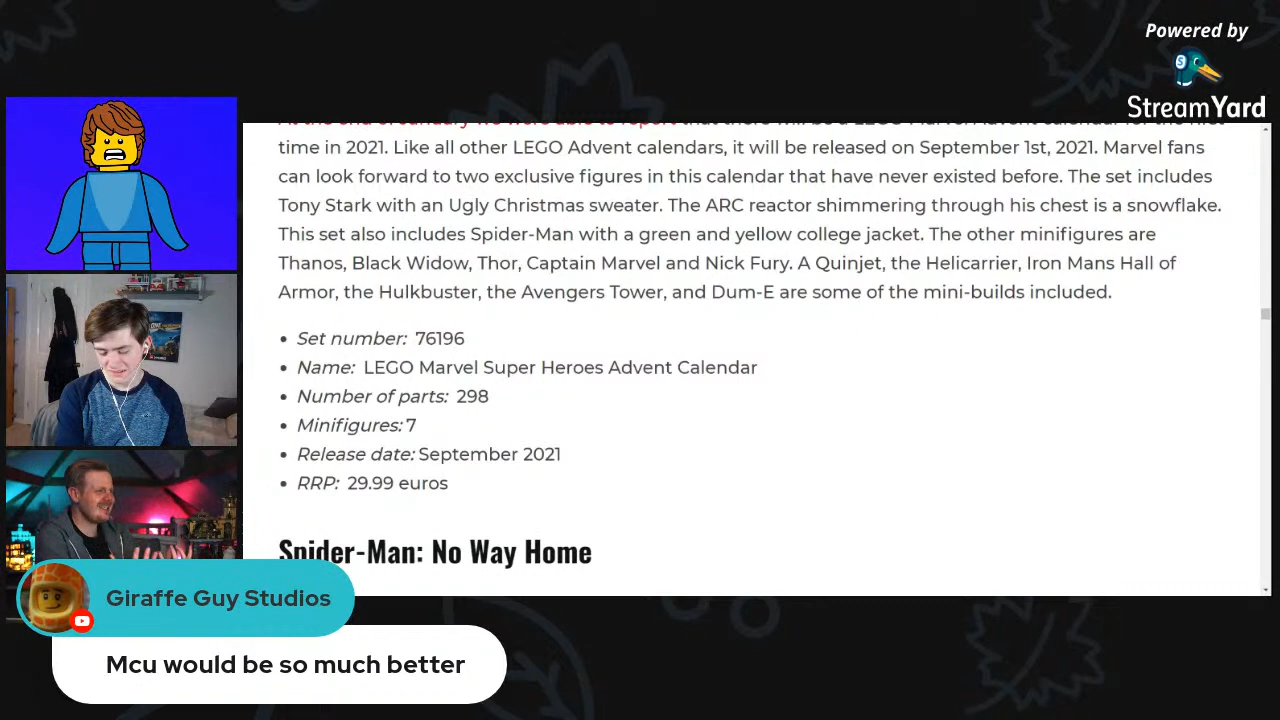 Powered by
StreamYard
time in 2021. Like all other LEGO Advent calendars, it will be released on September 1st, 2021. Marvel fans
can look forward to two exclusive figures in this calendar that have never existed before. The set includes
Tony Stark with an Ugly Christmas sweater. The ARC reactor shimmering through his chest is a snowflake.
This set also includes Spider-Man with a green and yellow college jacket. The other minifigures are
Thanos, Black Widow, Thor, Captain Marvel and Nick Fury. A Quinjet, the Helicarrier, Iron Mans Hall of
Armor, the Hulkbuster, the Avengers Tower, and Dum-E are some of the mini-builds included.
• Set number: 76196
• Name: LEGO Marvel Super Heroes Advent Calendar
• Number of parts: 298
• Minifigures: 7
• Release date: September 2021
• RRP: 29.99 euros
Spider-Man: No Way Home
Giraffe Guy Studios
Mcu would be so much better